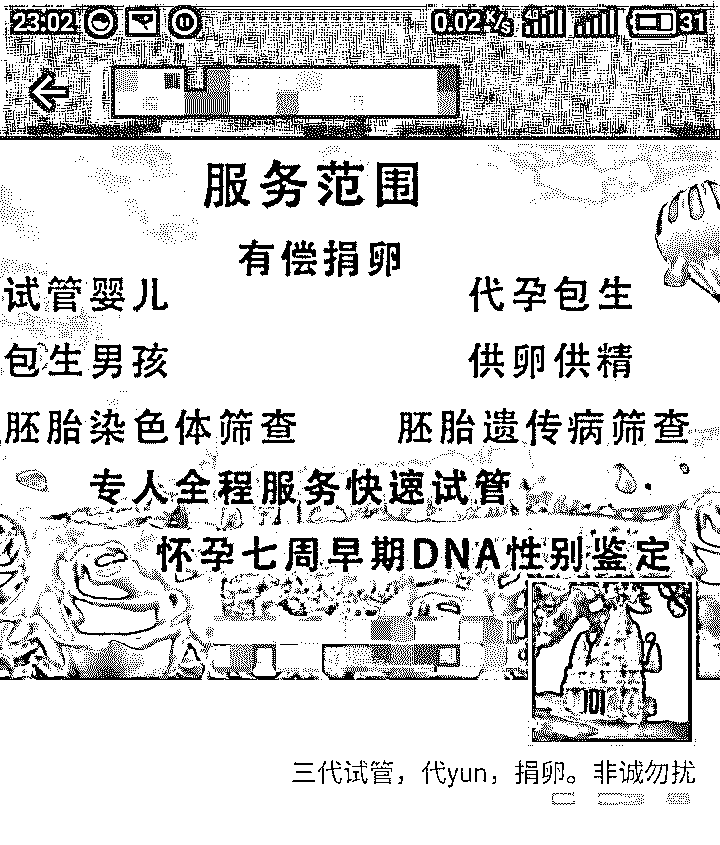 23:02 0.02 K/s 4G 31
服务范围
有偿捐卵
试管婴儿 代孕包生
包生男孩 供卵供精
胚胎染色体筛查 胚胎遗传病筛查
专人全程服务快速试管
怀孕七周早期DNA性别鉴定
三代试管，代yun，捐卵。非诚勿扰